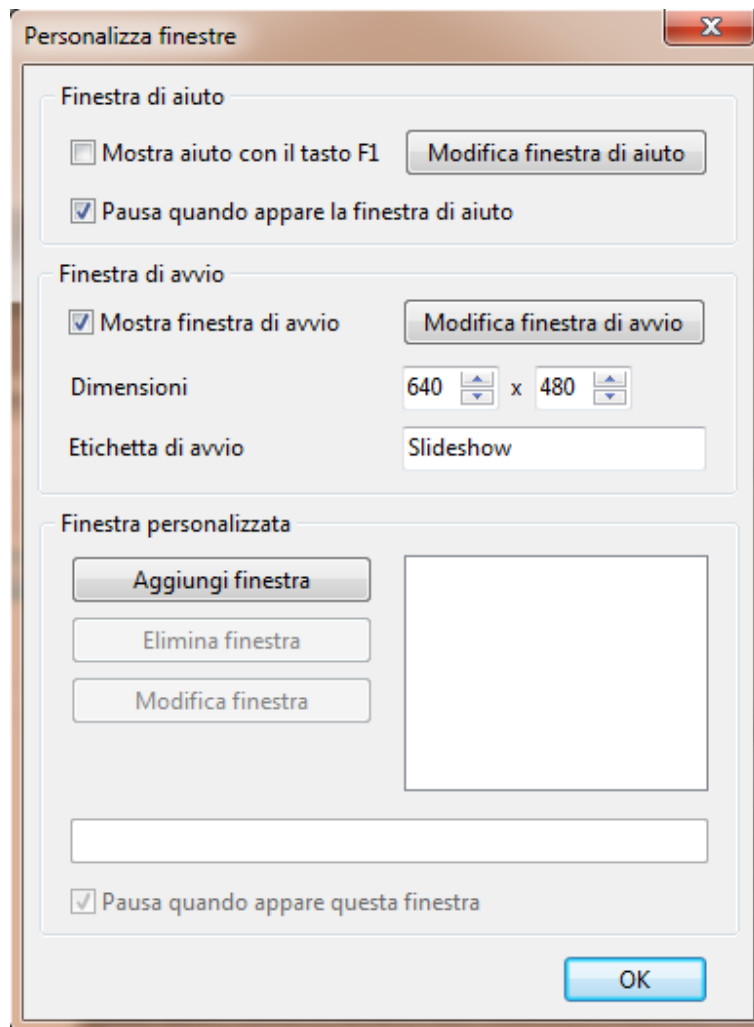 Personalizza finestre
Finestra di aiuto
Mostra aiuto con il tasto F1 Modifica finestra di aiuto
Pausa quando appare la finestra di aiuto
Finestra di avvio
Mostra finestra di avvio Modifica finestra di avvio
Dimensioni 640 x 480
Etichetta di avvio Slideshow
Finestra personalizzata
Aggiungi finestra
Elimina finestra
Modifica finestra
Pausa quando appare questa finestra
OK